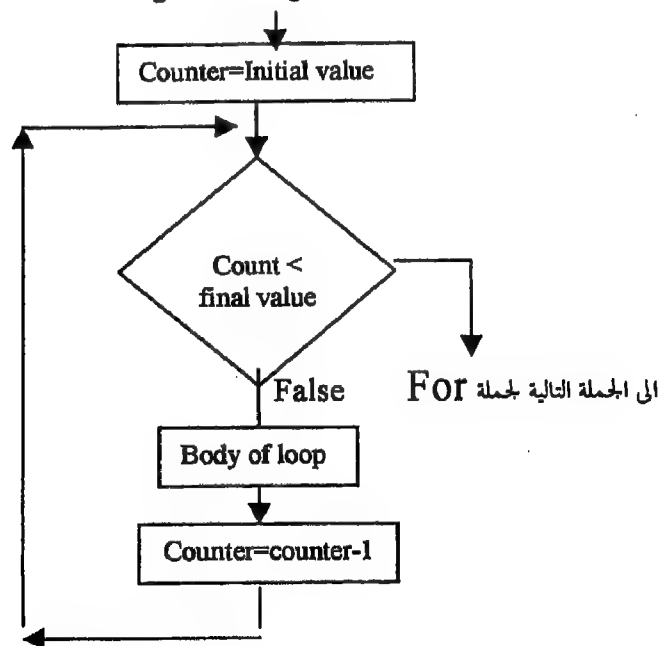 Counter=Initial value
Count <
final value
False
الى الجملة التالية لجملة For
Body of loop
Counter=counter-1